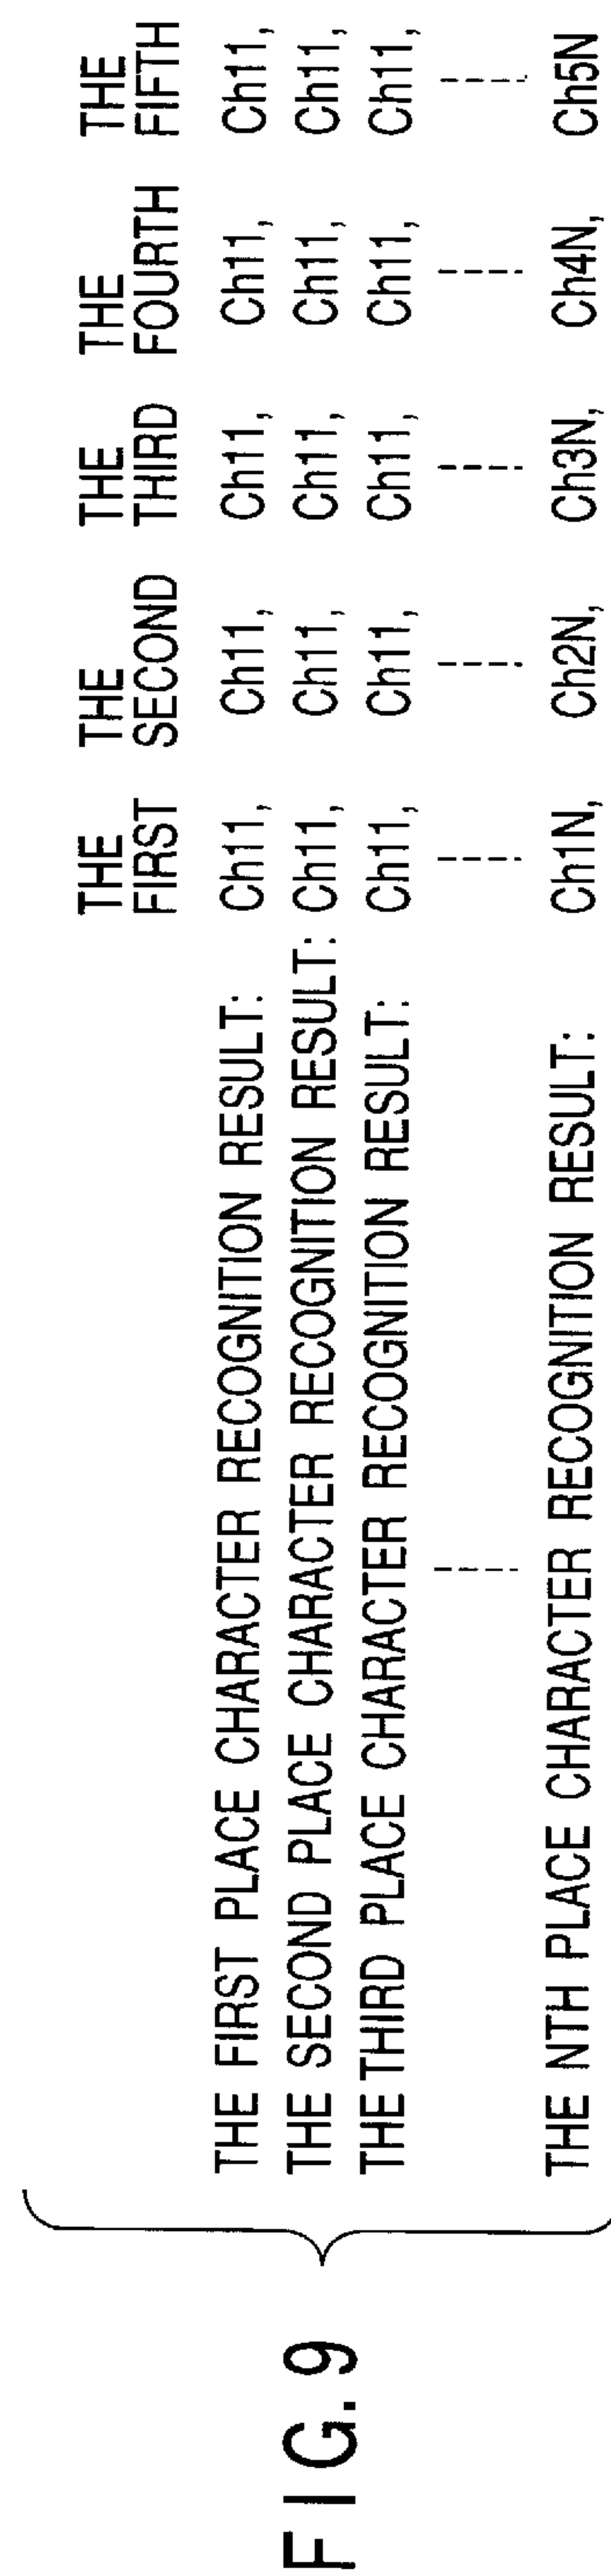 FIG. 9
THE FIRST THE SECOND THE THIRD THE FOURTH THE FIFTH
THE FIRST PLACE CHARACTER RECOGNITION RESULT: Ch11, Ch11, Ch11, Ch11, Ch11,
THE SECOND PLACE CHARACTER RECOGNITION RESULT: Ch11, Ch11, Ch11, Ch11, Ch11,
THE THIRD PLACE CHARACTER RECOGNITION RESULT: Ch11, Ch11, Ch11, Ch11, Ch11,
THE NTH PLACE CHARACTER RECOGNITION RESULT: Ch1N, Ch2N, Ch3N, Ch4N, Ch5N